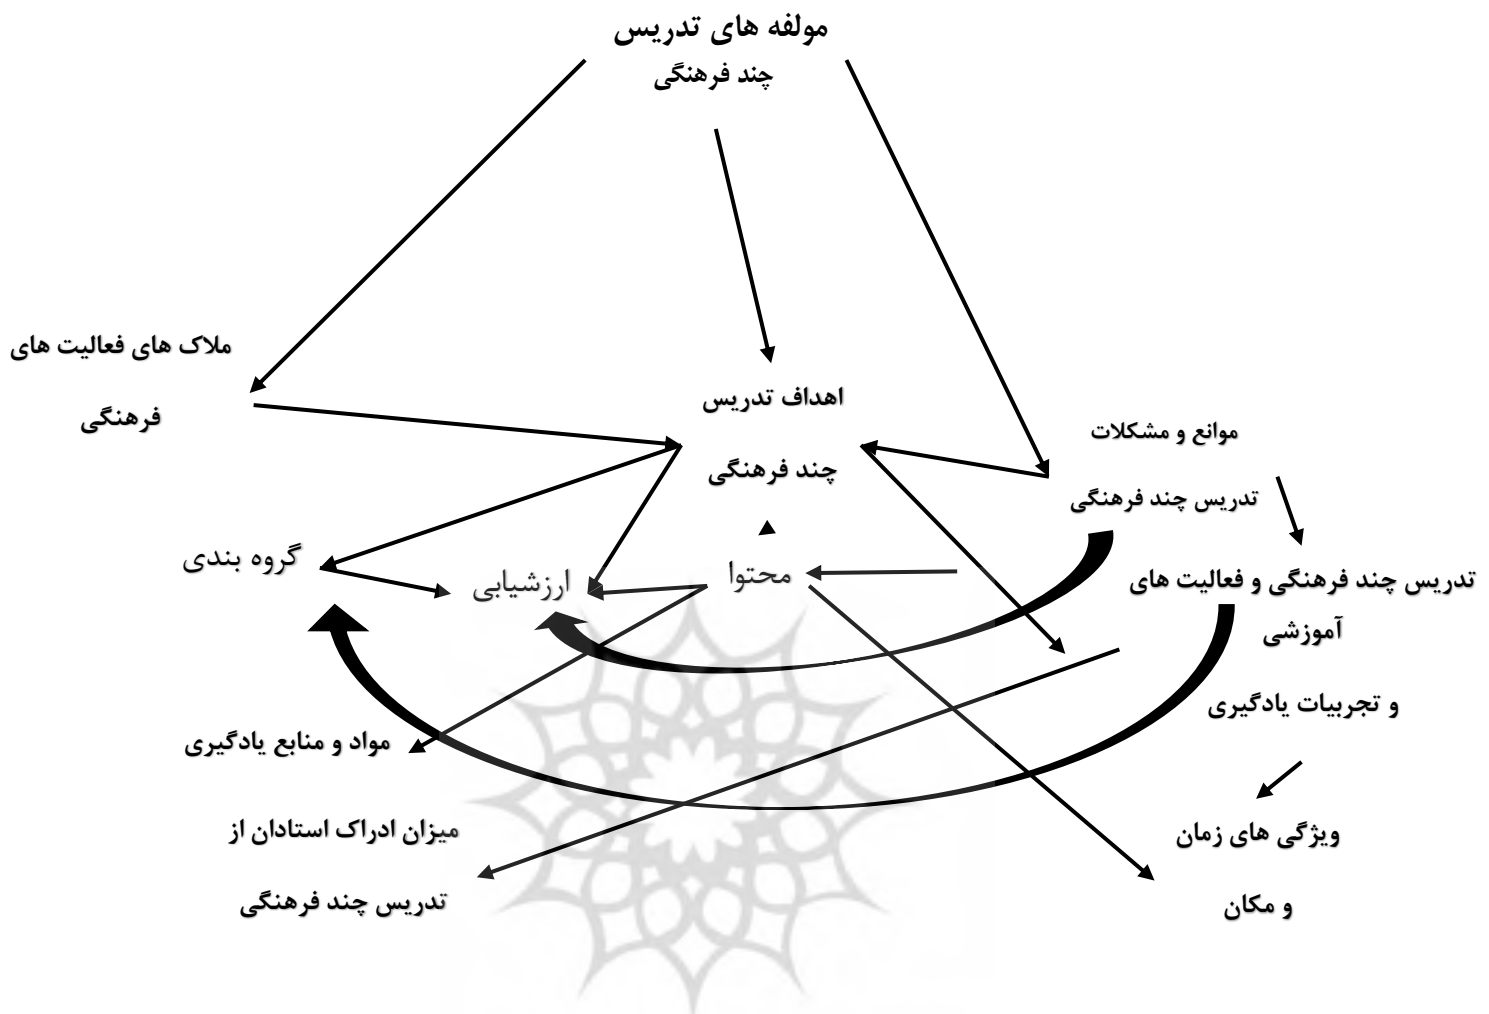 مولفه های تدریس
چند فرهنگی
ملاک های فعالیت های
فرهنگی
اهداف تدریس
چند فرهنگی
موانع و مشکلات
تدریس چند فرهنگی
گروه بندی
ارزشیابی
محتوا
تدریس چند فرهنگی و فعالیت های
آموزشی
و تجربیات یادگیری
مواد و منابع یادگیری
میزان ادراک استادان از
تدریس چند فرهنگی
ویژگی های زمان
و مکان